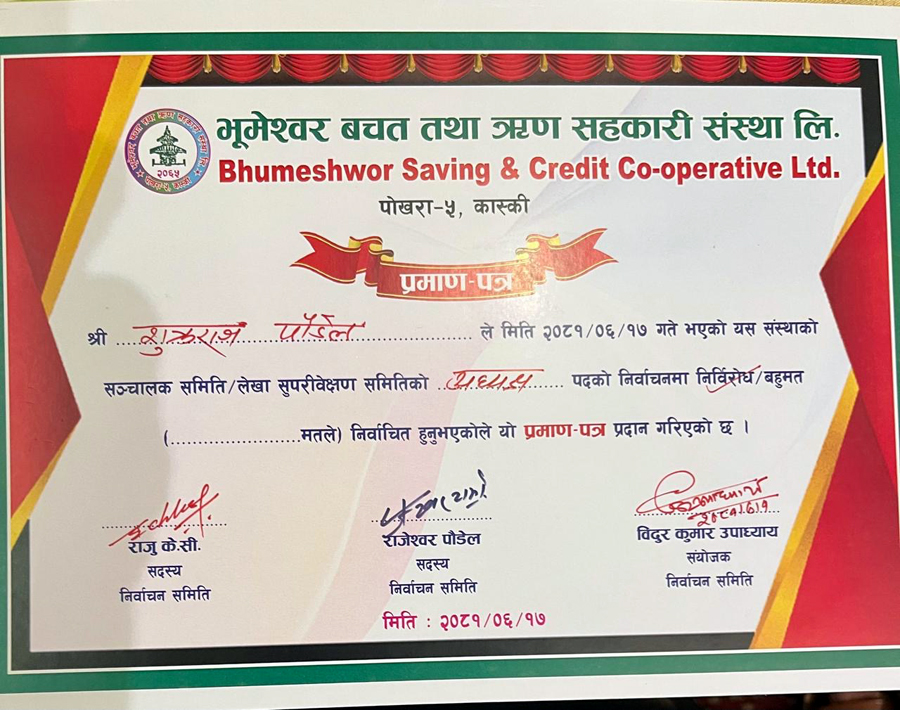 भूमेश्वर बचत तथा ऋण सहकारी संस्था लि.
Bhumeshwor Saving & Credit Co-operative Ltd.
२०६५
पोखरा-५, कास्की
प्रमाण-पत्र
श्री शुक्रराज पौडेल ले मिति २०८१/०६/१७ गते भएको यस संस्थाको
सञ्चालक समिति/लेखा सुपरीवेक्षण समितिको अध्यक्ष पदको निर्वाचनमा निर्विरोध/बहुमत
(......................मतले) निर्वाचित हुनुभएकोले यो प्रमाण-पत्र प्रदान गरिएको छ ।
राजु के.सी.
सदस्य
निर्वाचन समिति
राजेश्वर पौडेल
सदस्य
निर्वाचन समिति
विदुर कुमार उपाध्याय
संयोजक
निर्वाचन समिति
मिति : २०८१/०६/१७